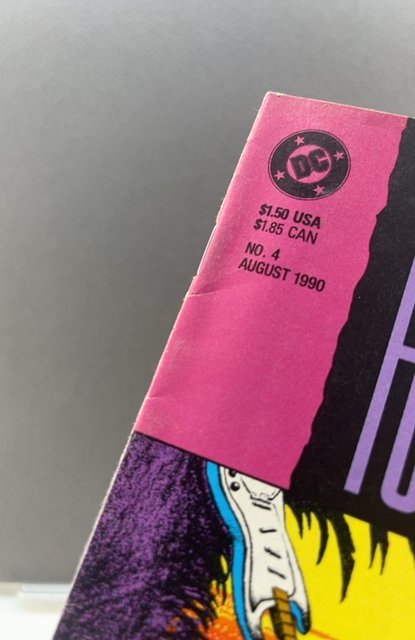 DC
$1.50 USA
$1.85 CAN
NO. 4
AUGUST 1990